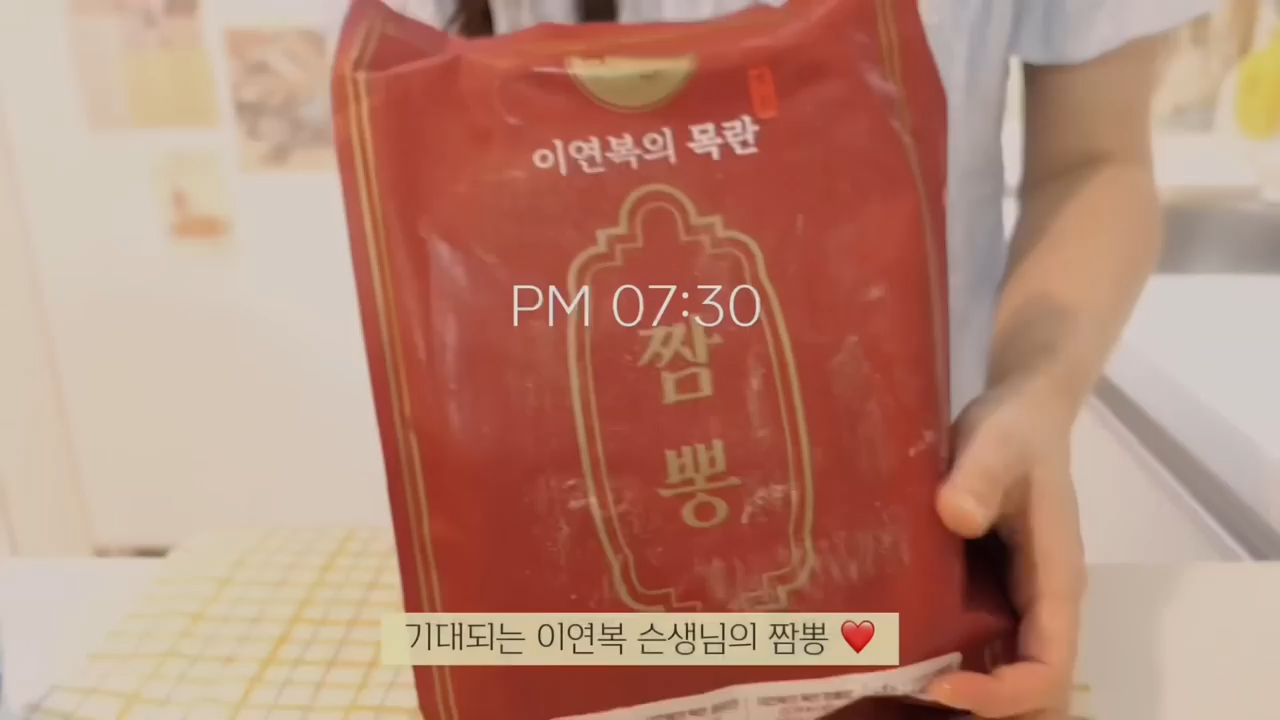 이연복의 목란
PM 07:30
짬
뽕
기대되는 이연복 슨생님의 짬뽕 ❤️